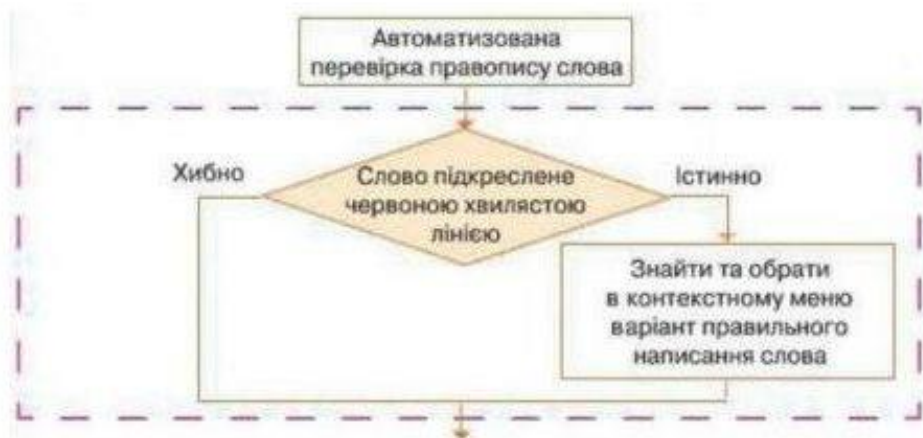 Автоматизована
перевірка правопису слова
Хибно
Слово підкреслене
червоною хвилястою
лінією
Істинно
Знайти та обрати
в контекстному меню
варіант правильного
написання слова